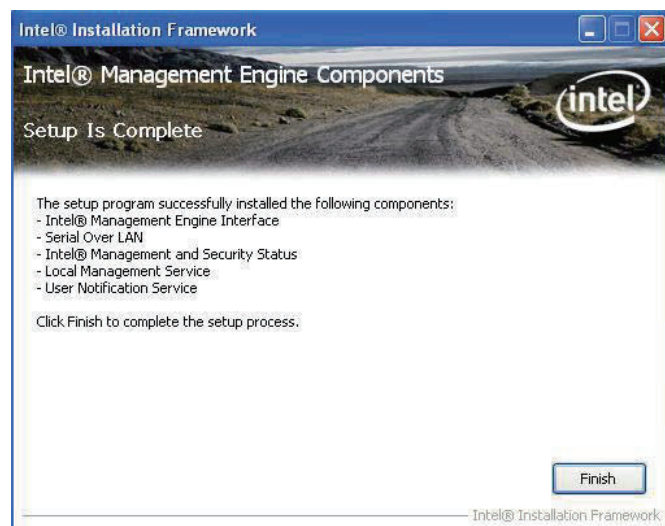 Intel® Installation Framework
Intel® Management Engine Components
intel
Setup Is Complete
The setup program successfully installed the following components:
- Intel® Management Engine Interface
- Serial Over LAN
- Intel® Management and Security Status
- Local Management Service
- User Notification Service
Click Finish to complete the setup process.
Finish
Intel® Installation Framework